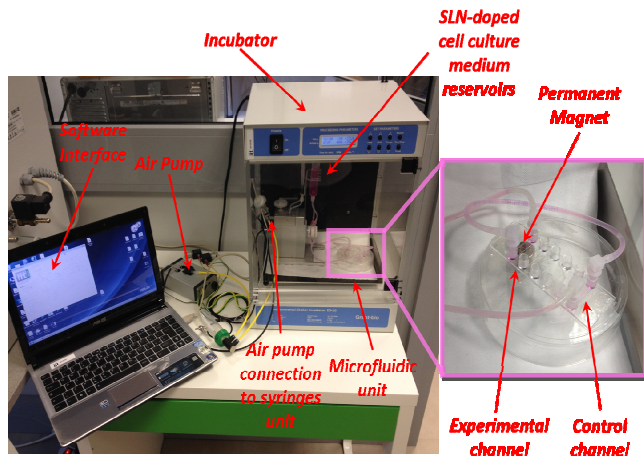 Incubator
SLN-doped
cell culture
medium
reservoirs
Permanent
Magnet
Software
Interface
Air Pump
Air pump
connection
to syringes
unit
Microfluidic
unit
Experimental
channel
Control
channel